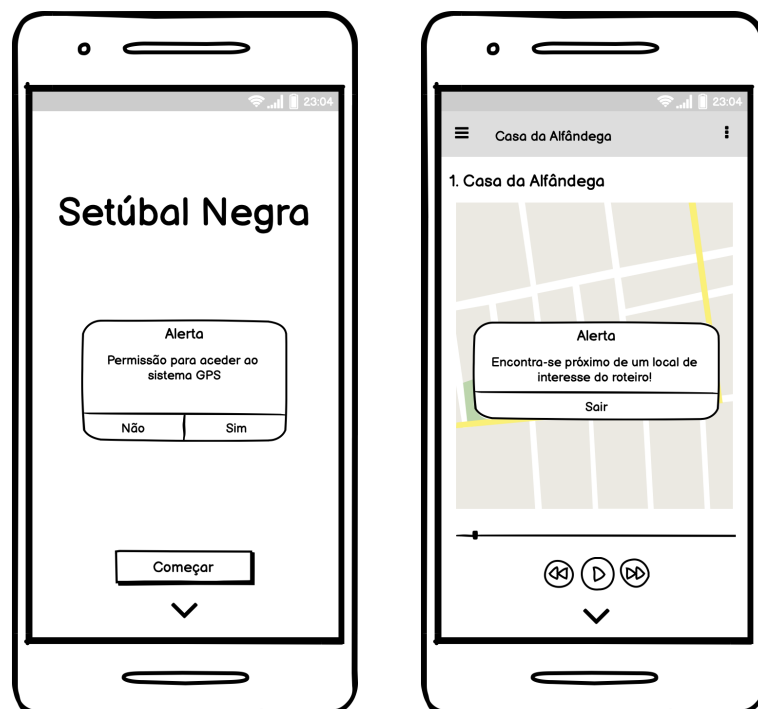 23:04
Setúbal Negra
Alerta
Permissão para aceder ao
sistema GPS
Não
Sim
Começar
23:04
Casa da Alfândega
1. Casa da Alfândega
Alerta
Encontra-se próximo de um local de
interesse do roteiro!
Sair